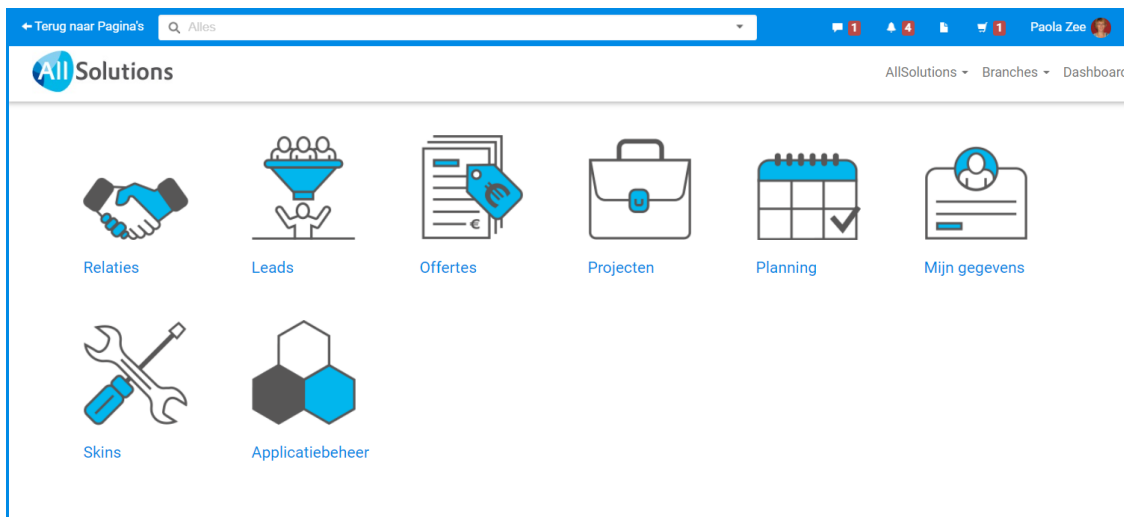 Terug naar Pagina's Alles 1 4 1 Paola Zee
AllSolutions AllSolutions Branches Dashboard
€ €
Relaties Leads Offertes Projecten Planning Mijn gegevens
Skins Applicatiebeheer